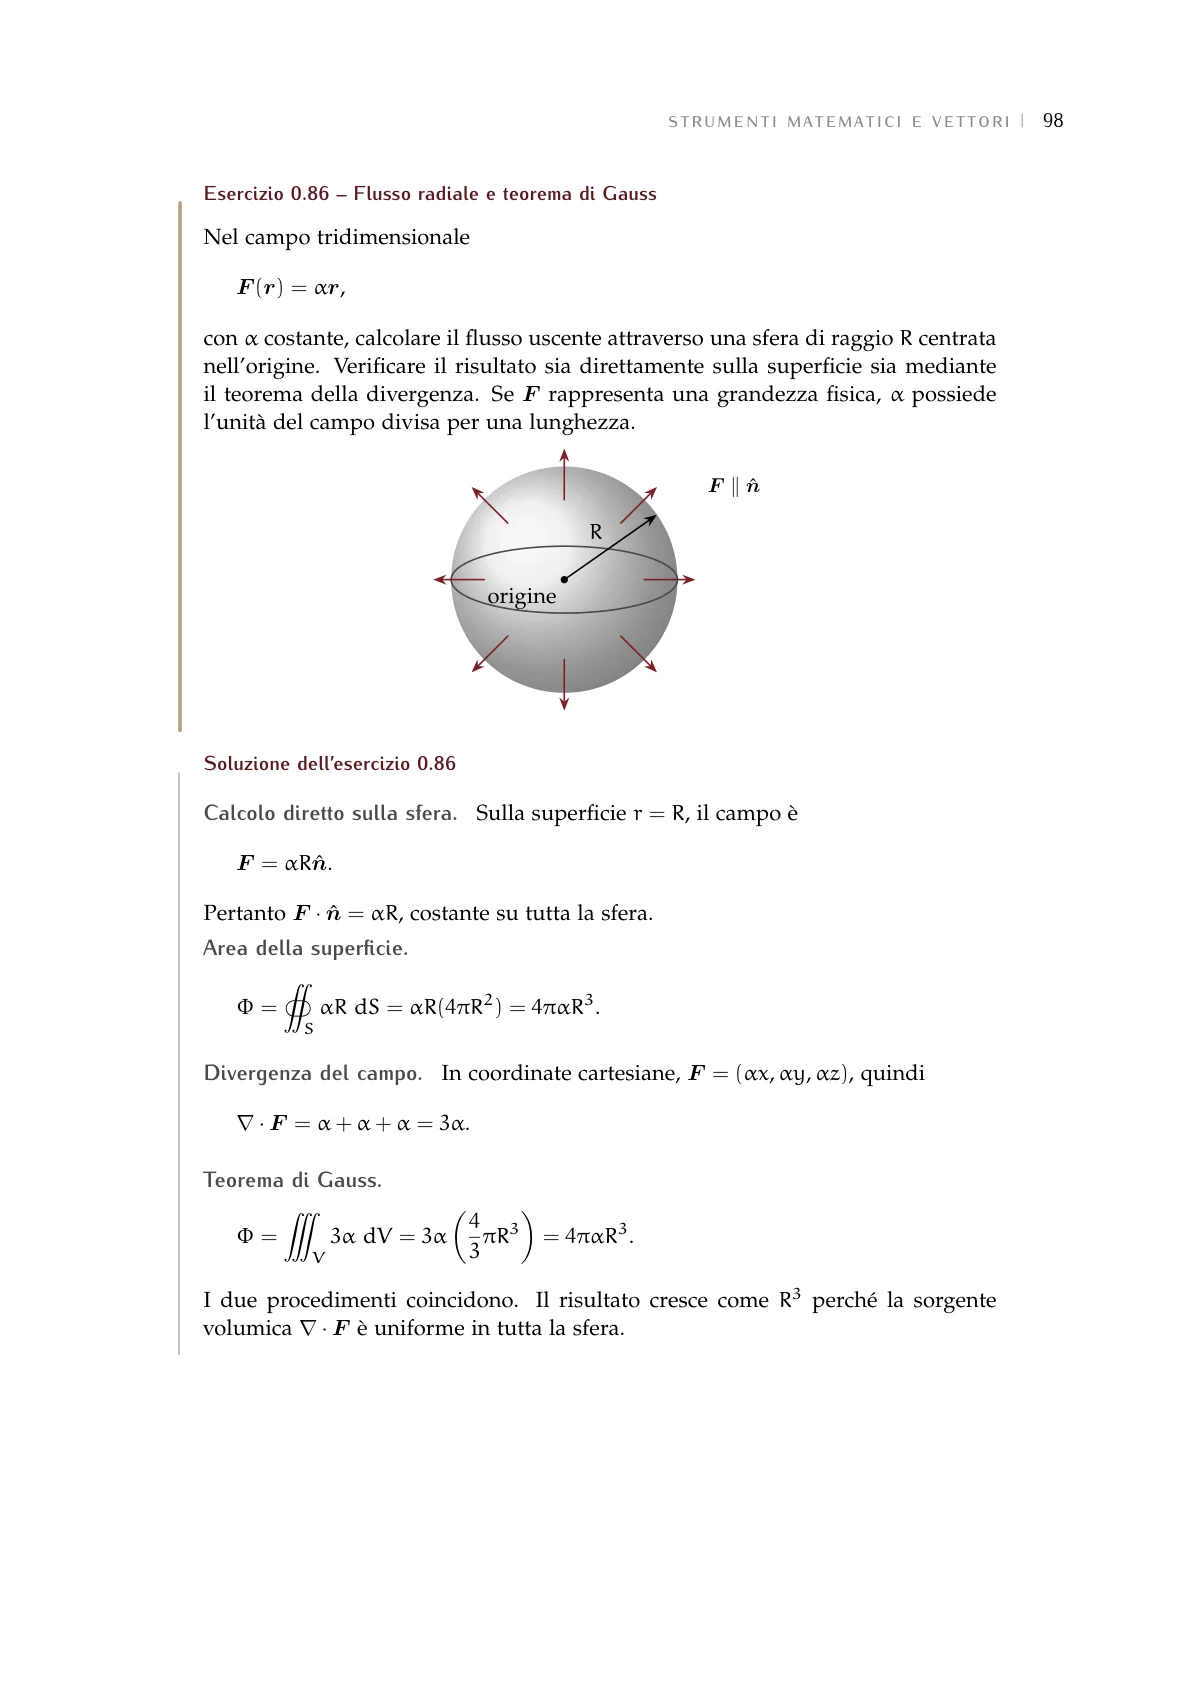 STRUMENTI MATEMATICI E VETTORI | 98
Esercizio 0.86 – Flusso radiale e teorema di Gauss
Nel campo tridimensionale
F(r) = αr,
con α costante, calcolare il flusso uscente attraverso una sfera di raggio R centrata
nell’origine. Verificare il risultato sia direttamente sulla superficie sia mediante
il teorema della divergenza. Se F rappresenta una grandezza fisica, α possiede
l’unità del campo divisa per una lunghezza.
F ∥ n̂
R
origine
Soluzione dell’esercizio 0.86
Calcolo diretto sulla sfera. Sulla superficie r = R, il campo è
F = αRn̂.
Pertanto F · n̂ = αR, costante su tutta la sfera.
Area della superficie.
Φ = ∯_S αR dS = αR(4πR²) = 4παR³.
Divergenza del campo. In coordinate cartesiane, F = (αx, αy, αz), quindi
∇ · F = α + α + α = 3α.
Teorema di Gauss.
Φ = ∭_V 3α dV = 3α (4/3 πR³) = 4παR³.
I due procedimenti coincidono. Il risultato cresce come R³ perché la sorgente
volumica ∇ · F è uniforme in tutta la sfera.